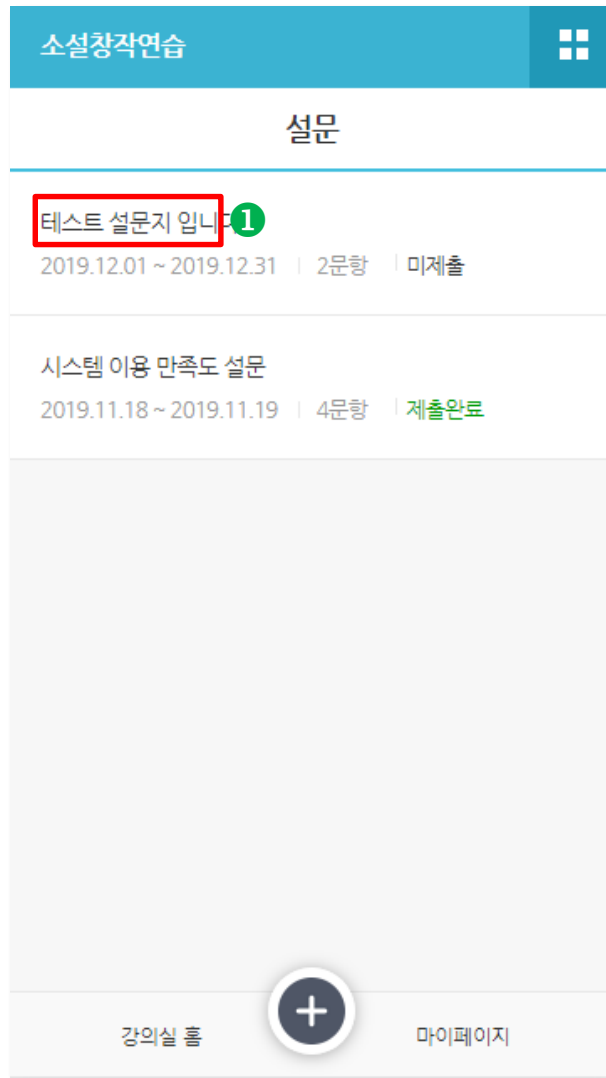 소설창작연습
설문
테스트 설문지 입니
1
2019.12.01 ~ 2019.12.31 | 2문항 | 미제출
시스템 이용 만족도 설문
2019.11.18 ~ 2019.11.19 | 4문항 | 제출완료
강의실 홈
마이페이지